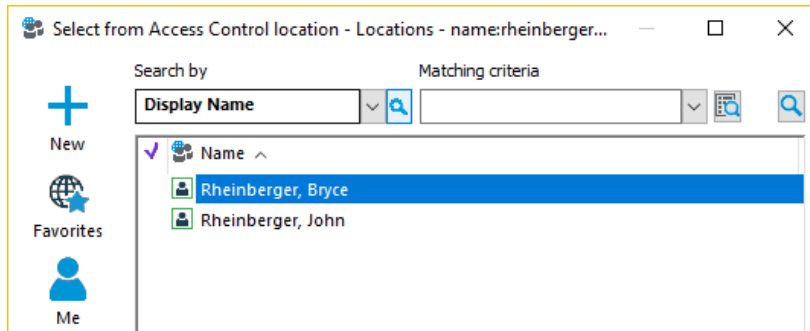 Select from Access Control location - Locations - name:rheinberger...
Search by Matching criteria
Display Name
New
Name
Rheinberger, Bryce
Rheinberger, John
Favorites
Me